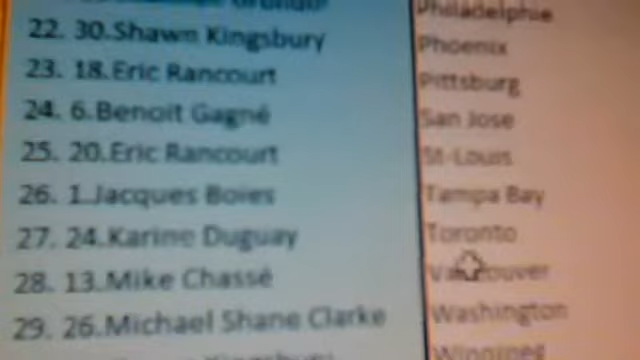 Philadelphie
22. 30.Shawn Kingsbury Phoenix
23. 18.Eric Rancourt Pittsburg
24. 6.Benoit Gagné San Jose
25. 20.Eric Rancourt St-Louis
26. 1.Jacques Boies Tampa Bay
27. 24.Karine Duguay Toronto
28. 13.Mike Chassé Vancouver
29. 26.Michael Shane Clarke Washington
Kingsbury Winnipeg